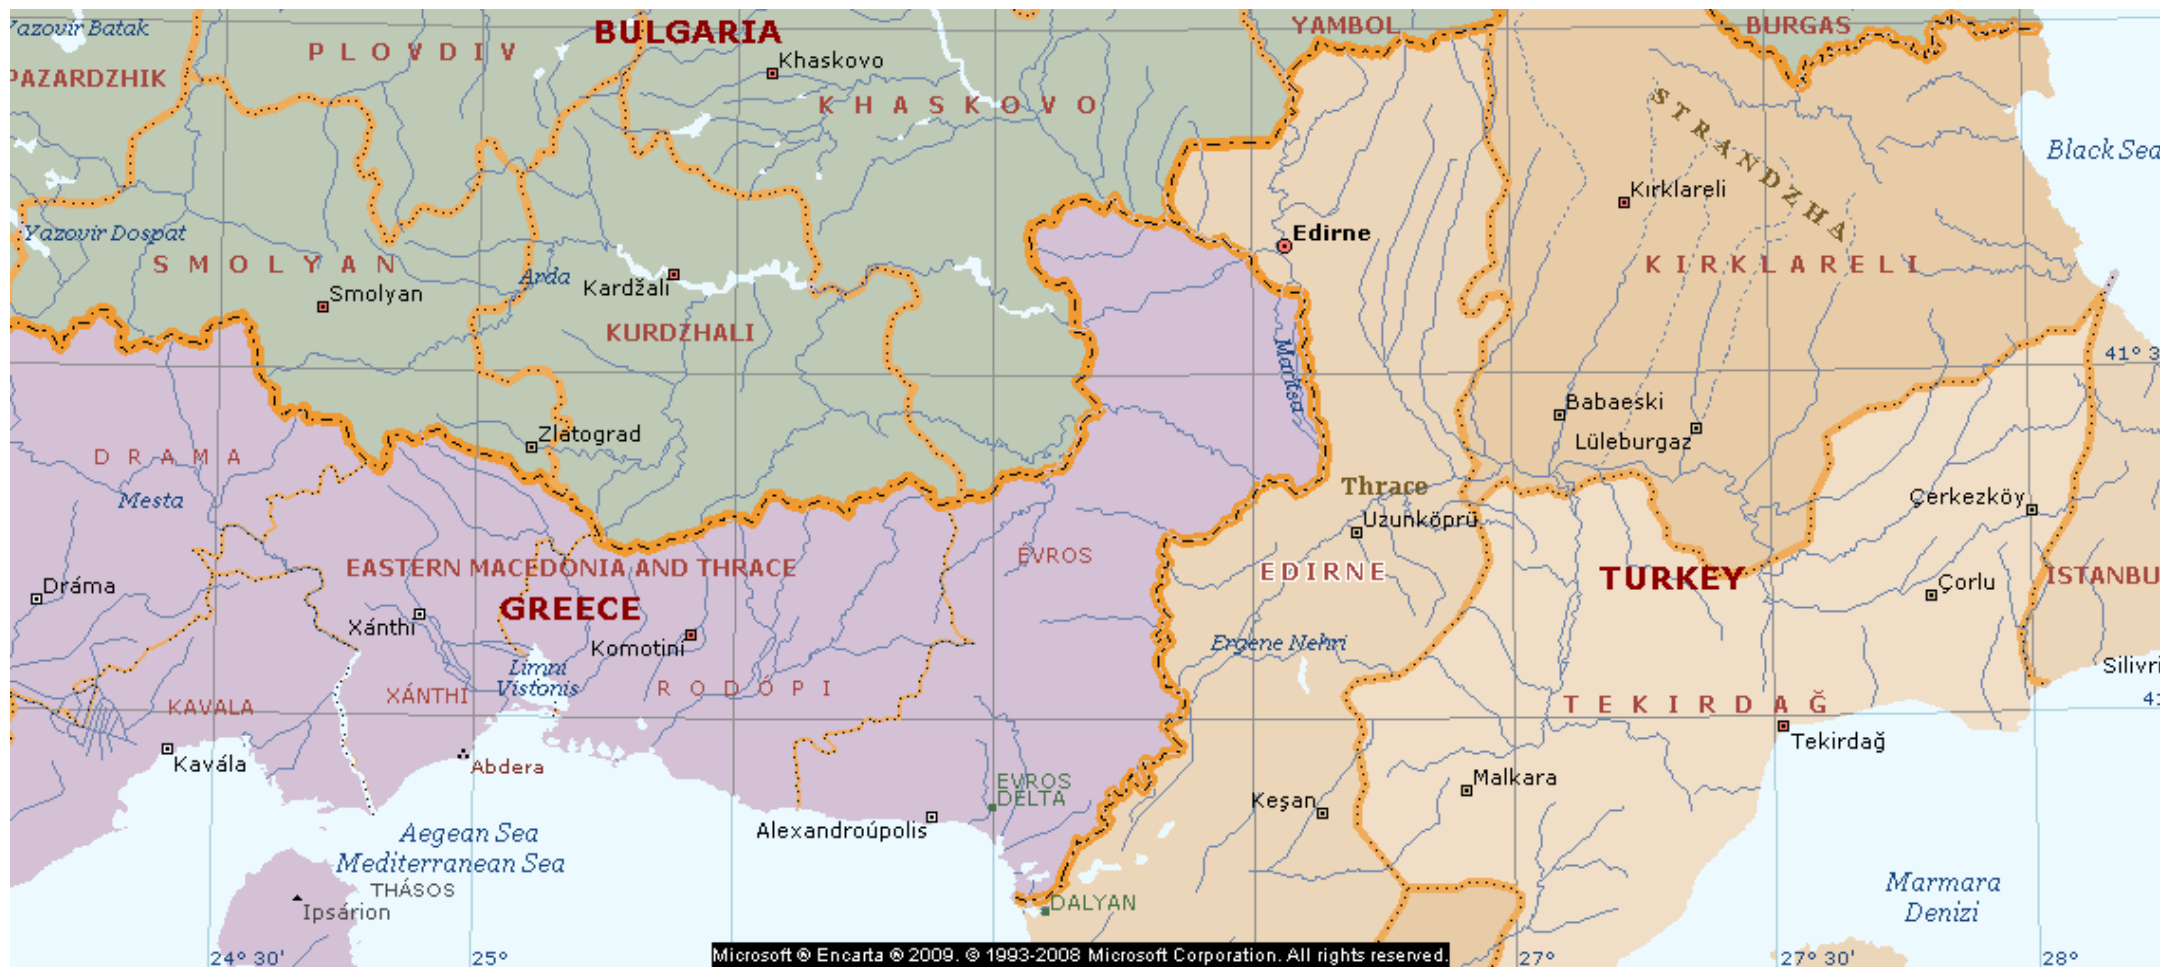 Yazovir Batak
BULGARIA
YAMBOL
BURGAS
PLOVDIV
PAZARDZHIK
Khaskovo
KHASKOVO
STRANDZHA
Black Sea
Kırklareli
Yazovir Dospat
Edirne
SMOLYAN
Arda
Kardžali
KIRKLARELI
Smolyan
KURDZHALI
Maritsa
41° 3
Babaeski
Zlatograd
Lüleburgaz
DRAMA
Mesta
Thrace
Çerkezköy
Uzunköprü
ÉVROS
EASTERN MACEDONIA AND THRACE
EDIRNE
TURKEY
ISTANBU
Dráma
GREECE
Çorlu
Xánthi
Komotiní
Ergene Nehri
Limni
Vistonis
Silivri
KAVALA
XÁNTHI
RODÓPI
TEKIRDAĞ
41
Tekirdağ
Kavála
Abdera
Malkara
EVROS
DELTA
Keşan
Alexandroúpolis
Aegean Sea
Mediterranean Sea
THÁSOS
Ipsárion
DALYAN
Marmara
Denizi
24° 30'
25°
Microsoft ® Encarta ® 2009. © 1993-2008 Microsoft Corporation. All rights reserved.
27°
27° 30'
28°